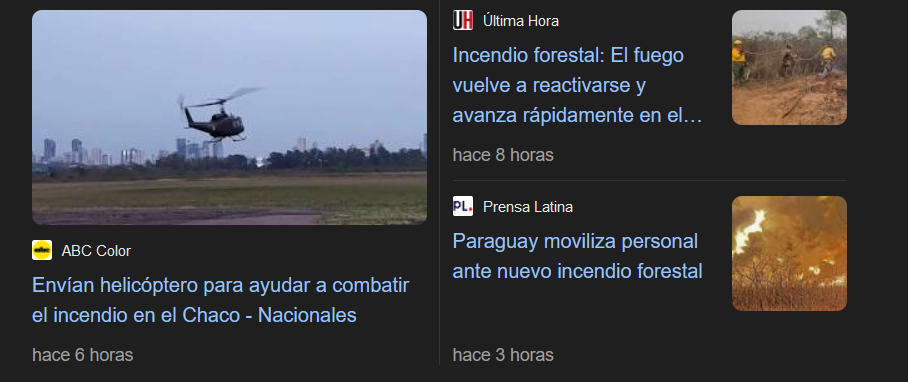 ABC Color
Envían helicóptero para ayudar a combatir
el incendio en el Chaco - Nacionales
hace 6 horas
UH Última Hora
Incendio forestal: El fuego
vuelve a reactivarse y
avanza rápidamente en el...
hace 8 horas
PL. Prensa Latina
Paraguay moviliza personal
ante nuevo incendio forestal
hace 3 horas